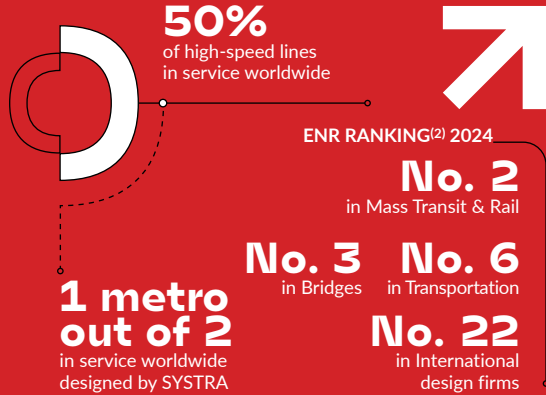 50%
of high-speed lines
in service worldwide
ENR RANKING(2) 2024
No. 2
in Mass Transit & Rail
No. 3
in Bridges
No. 6
in Transportation
No. 22
in International
design firms
1 metro
out of 2
in service worldwide
designed by SYSTRA